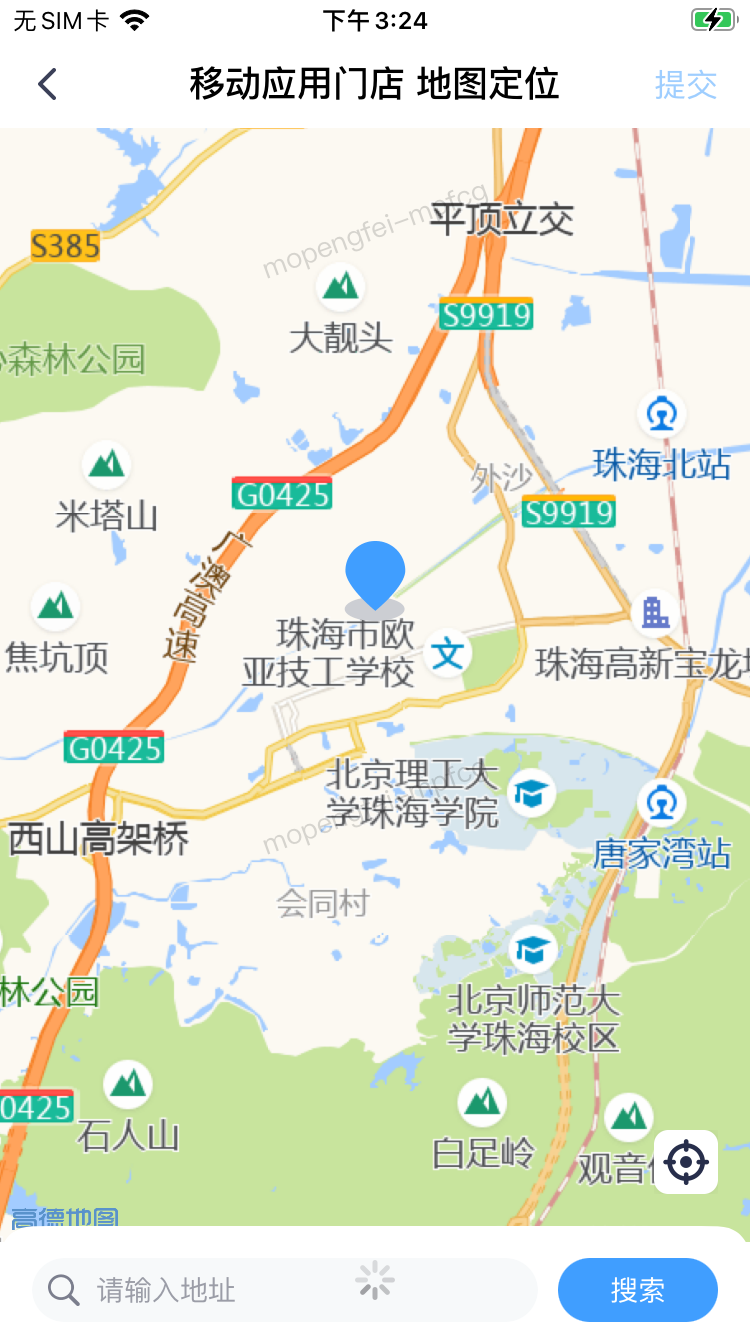 无SIM卡 下午3:24
移动应用门店 地图定位 提交
平顶立交
S385
mopengfei-mpfcg
S9919
大靓头
森林公园
珠海北站
米塔山
外沙
G0425
S9919
广澳高速
焦坑顶
珠海市欧
亚技工学校
文
珠海高新宝龙城
G0425
北京理工大
学珠海学院
mopengfei-mpfcg
西山高架桥
唐家湾站
会同村
林公园
北京师范大
学珠海校区
0425
石人山
白足岭
观音
高德地图
请输入地址 搜索